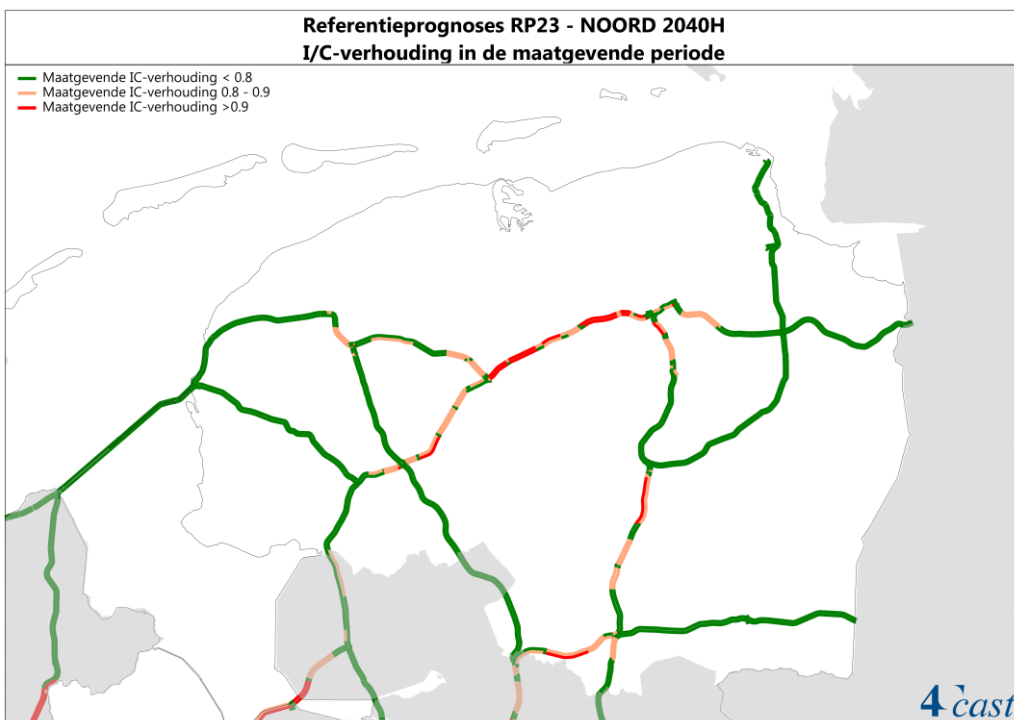 Referentieprognoses RP23 - NOORD 2040H
I/C-verhouding in de maatgevende periode
Maatgevende IC-verhouding < 0.8
Maatgevende IC-verhouding 0.8 - 0.9
Maatgevende IC-verhouding >0.9
4cast